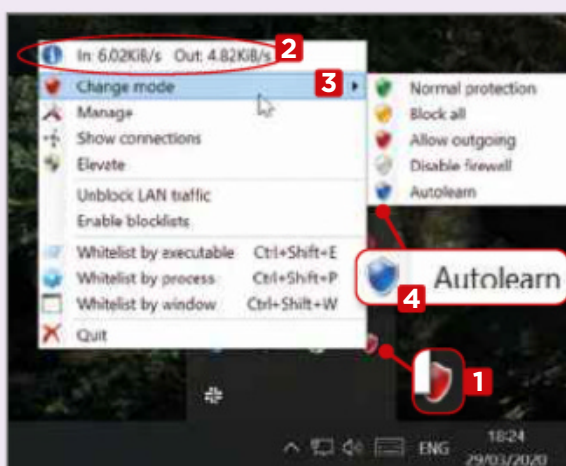 In: 6.02KiB/s Out: 4.82KiB/s 2
Change mode 3
Manage
Show connections
Elevate
Unblock LAN traffic
Enable blocklists
Whitelist by executable Ctrl+Shift+E
Whitelist by process Ctrl+Shift+P
Whitelist by window Ctrl+Shift+W
Quit
Normal protection
Block all
Allow outgoing
Disable firewall
Autolearn
Autolearn
4
1
ENG 18:24
29/03/2020